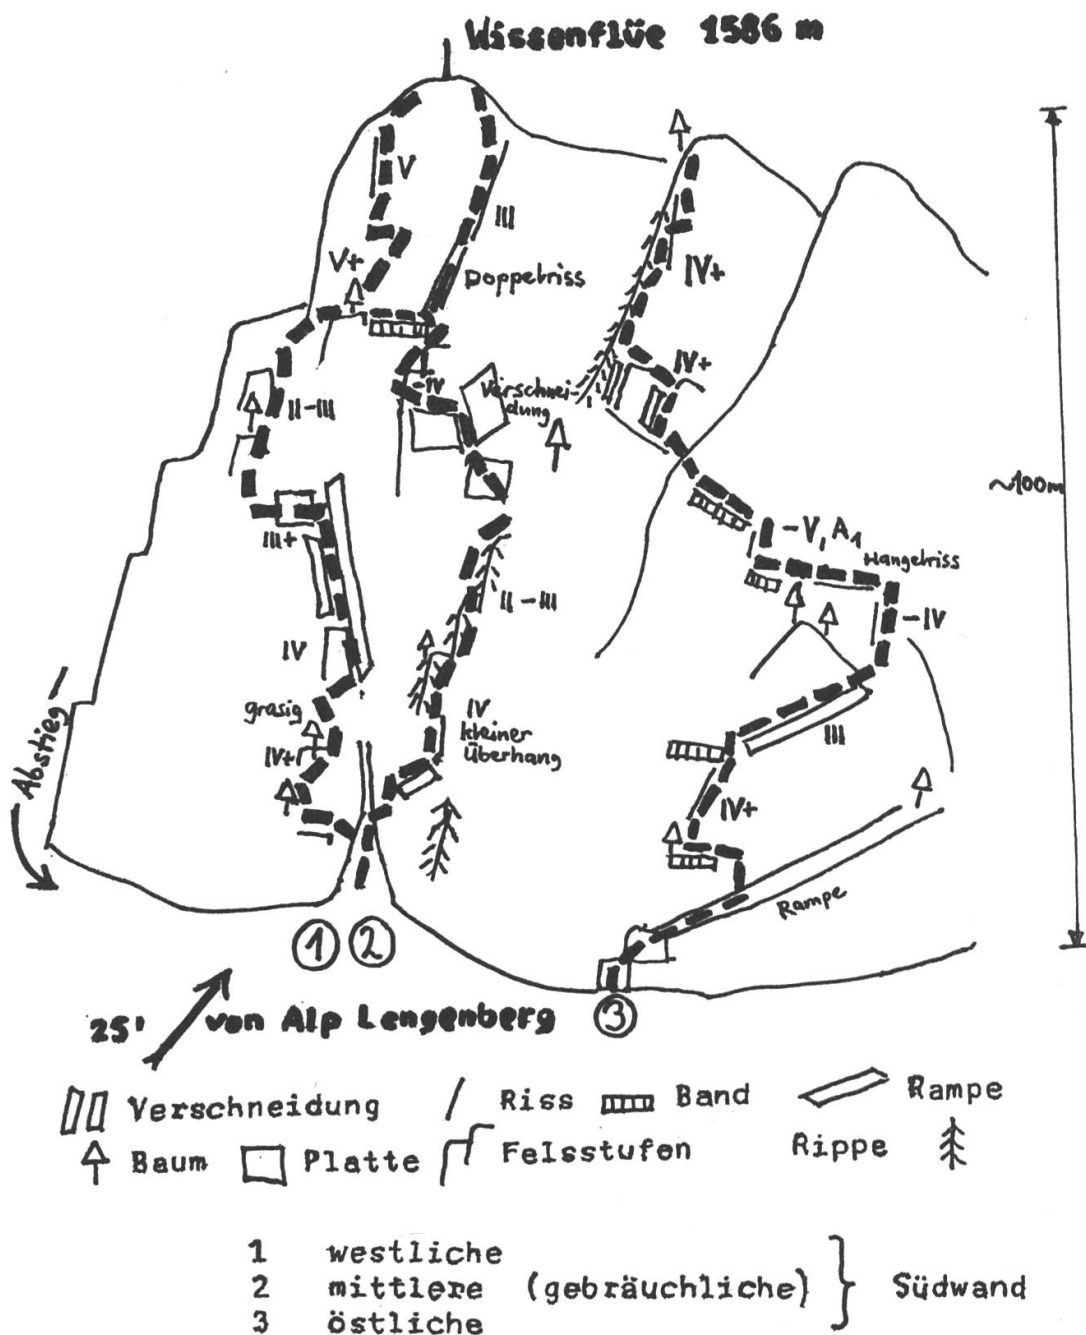 Wissenflüe 1586 m
V
III
V+
Doppelriss
IV+
-IV
Verschnei-
dung
IV+
II-III
~100m
III+
-V, A1
Hangelriss
II-III
-IV
IV
grasig
IV
kleiner
Überhang
III
IV+
Abstieg
IV+
Rampe
1 2
3
25' von Alp Lengenberg
Verschneidung Riss Band Rampe
Baum Platte Felsstufen Rippe
1 westliche
2 mittlere (gebräuchliche) } Südwand
3 östliche